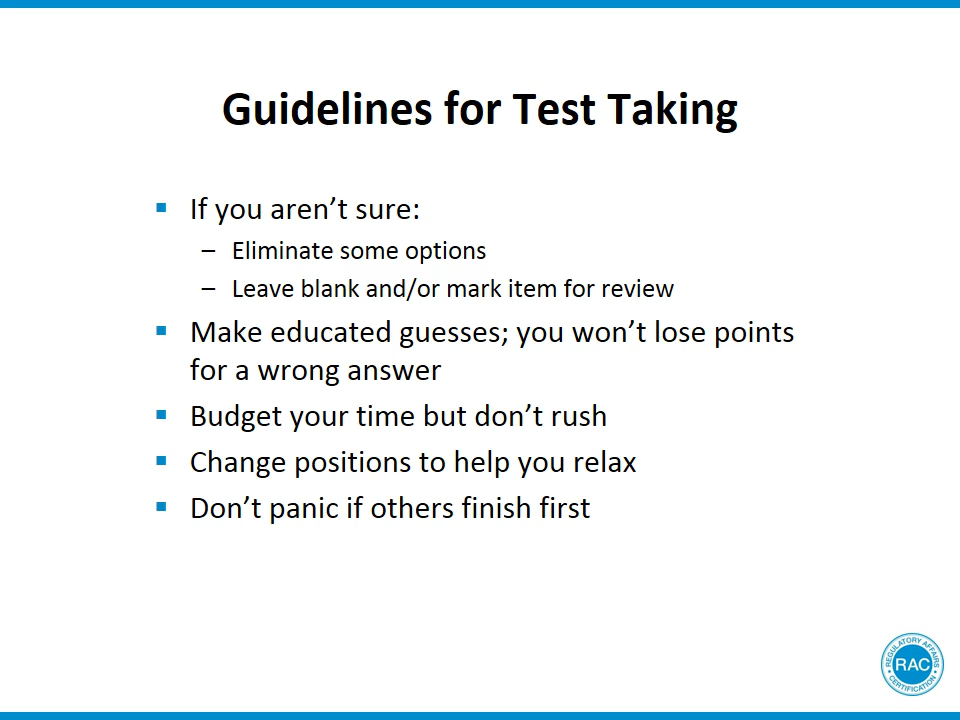 Guidelines for Test Taking
▪ If you aren’t sure:
– Eliminate some options
– Leave blank and/or mark item for review
▪ Make educated guesses; you won’t lose points
for a wrong answer
▪ Budget your time but don’t rush
▪ Change positions to help you relax
▪ Don’t panic if others finish first
REGULATORY AFFAIRS
RAC
• CERTIFICATION •